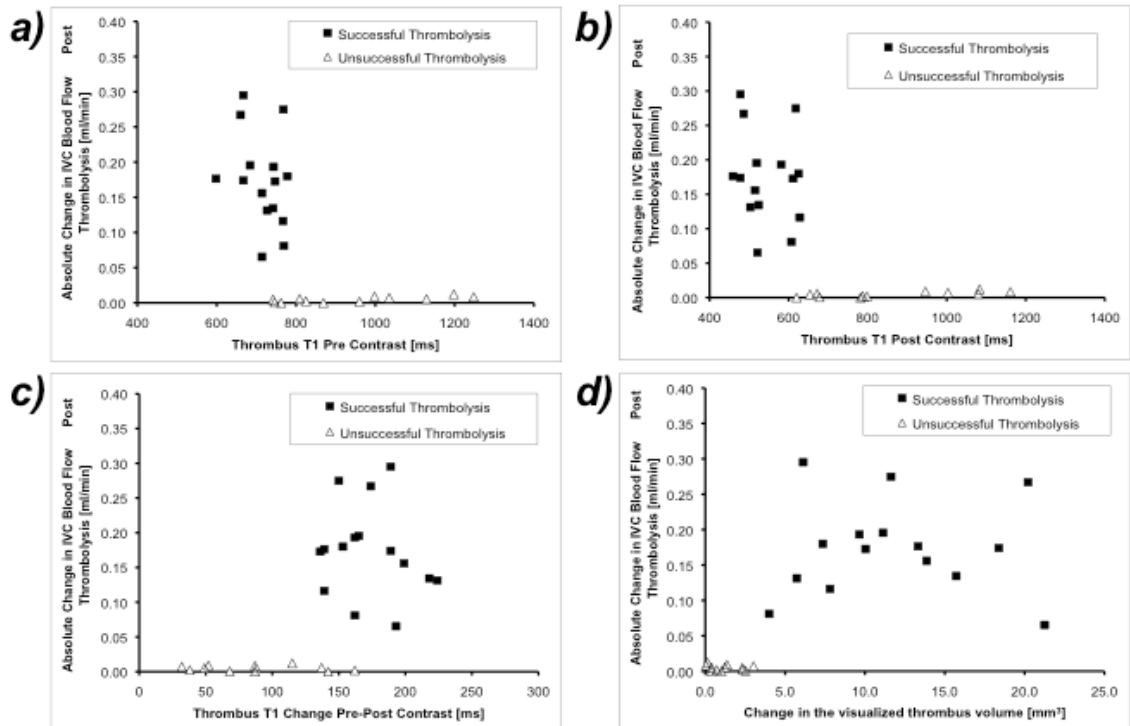 a)
Absolute Change in IVC Blood Flow Post
Thrombolysis [ml/min]
0.40
0.35
0.30
0.25
0.20
0.15
0.10
0.05
0.00
Successful Thrombolysis
Unsuccessful Thrombolysis
400 600 800 1000 1200 1400
Thrombus T1 Pre Contrast [ms]
b)
Absolute Change in IVC Blood Flow Post
Thrombolysis [ml/min]
0.40
0.35
0.30
0.25
0.20
0.15
0.10
0.05
0.00
Successful Thrombolysis
Unsuccessful Thrombolysis
400 600 800 1000 1200 1400
Thrombus T1 Post Contrast [ms]
c)
Absolute Change in IVC Blood Flow Post
Thrombolysis [ml/min]
0.40
0.35
0.30
0.25
0.20
0.15
0.10
0.05
0.00
Successful Thrombolysis
Unsuccessful Thrombolysis
0 50 100 150 200 250 300
Thrombus T1 Change Pre-Post Contrast [ms]
d)
Absolute Change in IVC Blood Flow Post
Thrombolysis [ml/min]
0.40
0.35
0.30
0.25
0.20
0.15
0.10
0.05
0.00
Successful Thrombolysis
Unsuccessful Thrombolysis
0.0 5.0 10.0 15.0 20.0 25.0
Change in the visualized thrombus volume [mm³]